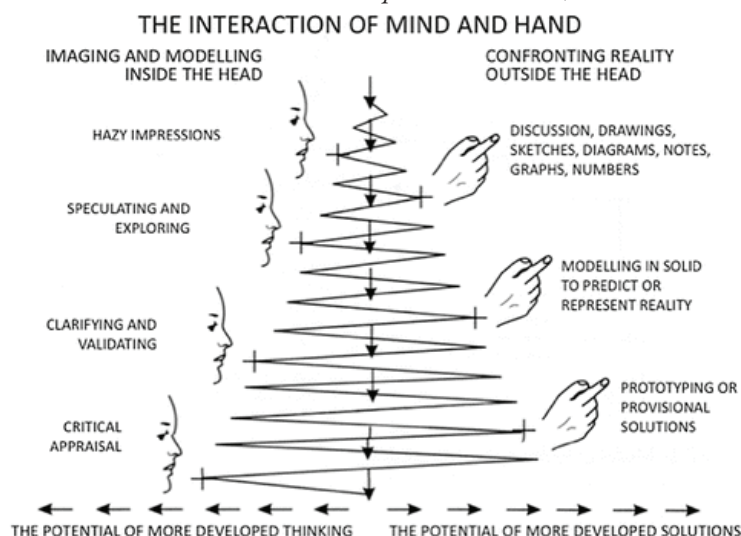 THE INTERACTION OF MIND AND HAND
IMAGING AND MODELLING
INSIDE THE HEAD
CONFRONTING REALITY
OUTSIDE THE HEAD
HAZY IMPRESSIONS
DISCUSSION, DRAWINGS,
SKETCHES, DIAGRAMS, NOTES,
GRAPHS, NUMBERS
SPECULATING AND
EXPLORING
MODELLING IN SOLID
TO PREDICT OR
REPRESENT REALITY
CLARIFYING AND
VALIDATING
PROTOTYPING OR
PROVISIONAL
SOLUTIONS
CRITICAL
APPRAISAL
THE POTENTIAL OF MORE DEVELOPED THINKING
THE POTENTIAL OF MORE DEVELOPED SOLUTIONS